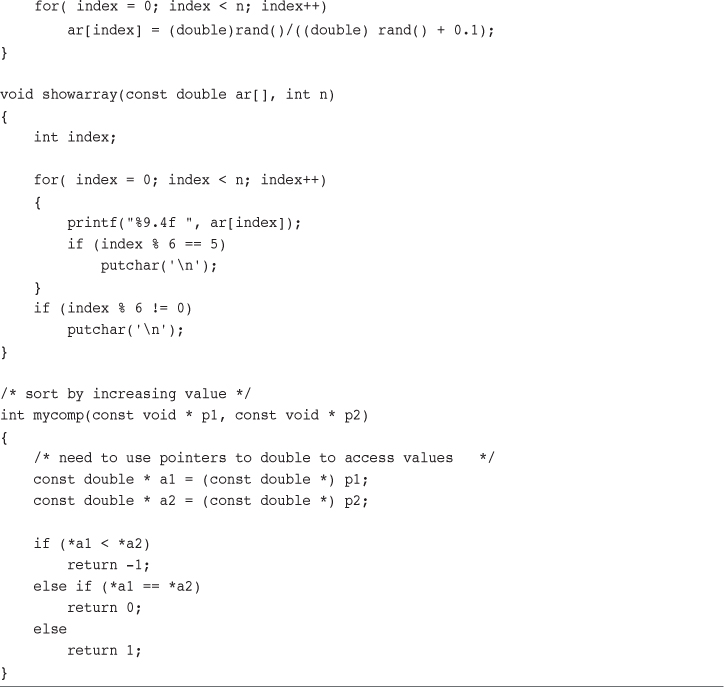 for( index = 0; index < n; index++)
        ar[index] = (double)rand()/((double) rand() + 0.1);
}

void showarray(const double ar[], int n)
{
    int index;

    for( index = 0; index < n; index++)
    {
        printf("%9.4f ", ar[index]);
        if (index % 6 == 5)
            putchar('\n');
    }
    if (index % 6 != 0)
        putchar('\n');
}

/* sort by increasing value */
int mycomp(const void * p1, const void * p2)
{
    /* need to use pointers to double to access values   */
    const double * a1 = (const double *) p1;
    const double * a2 = (const double *) p2;

    if (*a1 < *a2)
        return -1;
    else if (*a1 == *a2)
        return 0;
    else
        return 1;
}